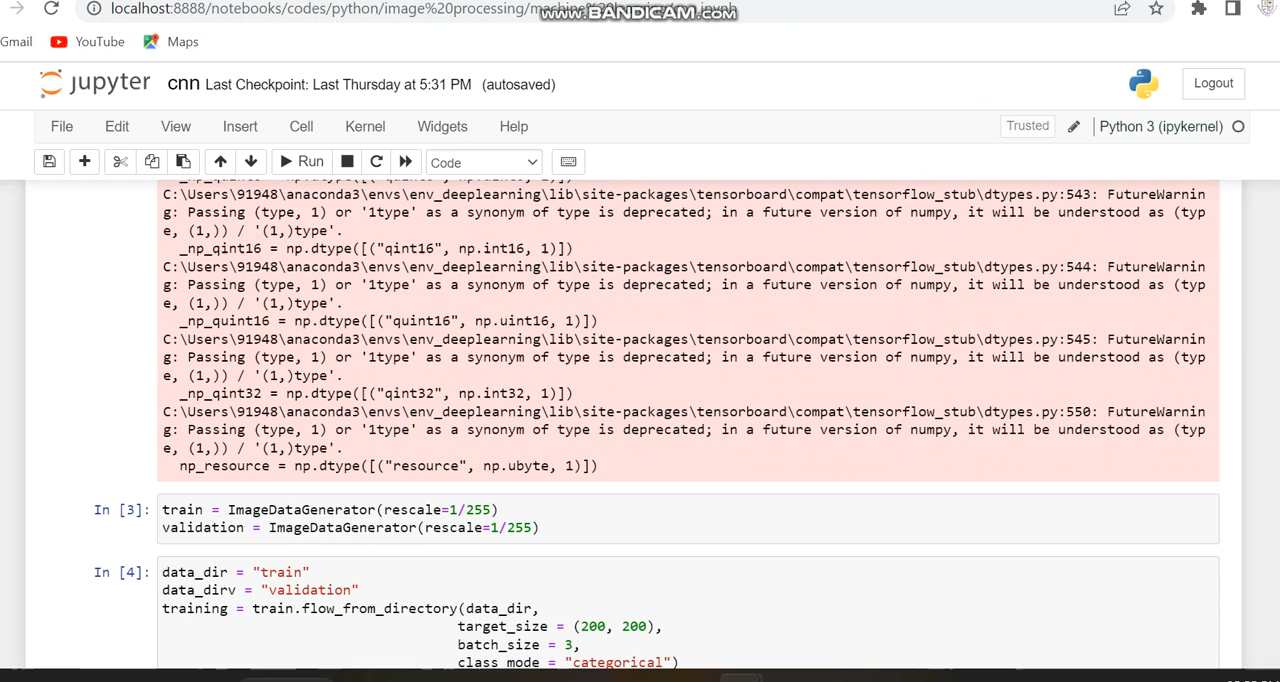 localhost:8888/notebooks/codes/python/image%20processing/
www.BANDICAM.com
Gmail
YouTube
Maps
jupyter
cnn Last Checkpoint: Last Thursday at 5:31 PM (autosaved)
Logout
File Edit View Insert Cell Kernel Widgets Help
Trusted
Python 3 (ipykernel)
Run
Code
C:\Users\91948\anaconda3\envs\env_deeplearning\lib\site-packages\tensorboard\compat\tensorflow_stub\dtypes.py:543: FutureWarnin
g: Passing (type, 1) or '1type' as a synonym of type is deprecated; in a future version of numpy, it will be understood as (typ
e, (1,)) / '(1,)type'.
_np_qint16 = np.dtype([("qint16", np.int16, 1)])
C:\Users\91948\anaconda3\envs\env_deeplearning\lib\site-packages\tensorboard\compat\tensorflow_stub\dtypes.py:544: FutureWarnin
g: Passing (type, 1) or '1type' as a synonym of type is deprecated; in a future version of numpy, it will be understood as (typ
e, (1,)) / '(1,)type'.
_np_quint16 = np.dtype([("quint16", np.uint16, 1)])
C:\Users\91948\anaconda3\envs\env_deeplearning\lib\site-packages\tensorboard\compat\tensorflow_stub\dtypes.py:545: FutureWarnin
g: Passing (type, 1) or '1type' as a synonym of type is deprecated; in a future version of numpy, it will be understood as (typ
e, (1,)) / '(1,)type'.
_np_qint32 = np.dtype([("qint32", np.int32, 1)])
C:\Users\91948\anaconda3\envs\env_deeplearning\lib\site-packages\tensorboard\compat\tensorflow_stub\dtypes.py:550: FutureWarnin
g: Passing (type, 1) or '1type' as a synonym of type is deprecated; in a future version of numpy, it will be understood as (typ
e, (1,)) / '(1,)type'.
np_resource = np.dtype([("resource", np.ubyte, 1)])
In [3]: train = ImageDataGenerator(rescale=1/255)
validation = ImageDataGenerator(rescale=1/255)
In [4]: data_dir = "train"
data_dirv = "validation"
training = train.flow_from_directory(data_dir,
target_size = (200, 200),
batch_size = 3,
class_mode = "categorical")